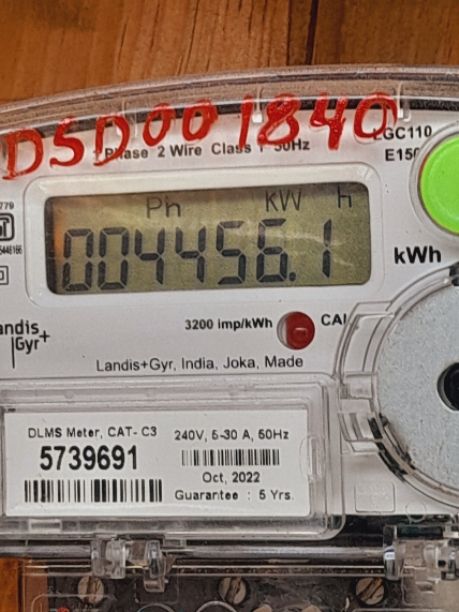 DSD001840
1 Phase 2 Wire Class 1 50Hz
LGC110
E150
779
Ph kW h
004456.1
kWh
3200 imp/kWh
CAL
Landis
Gyr+
Landis+Gyr, India, Joka, Made
DLMS Meter, CAT- C3
5739691
240V, 5-30 A, 50Hz
Oct, 2022
Guarantee : 5 Yrs.